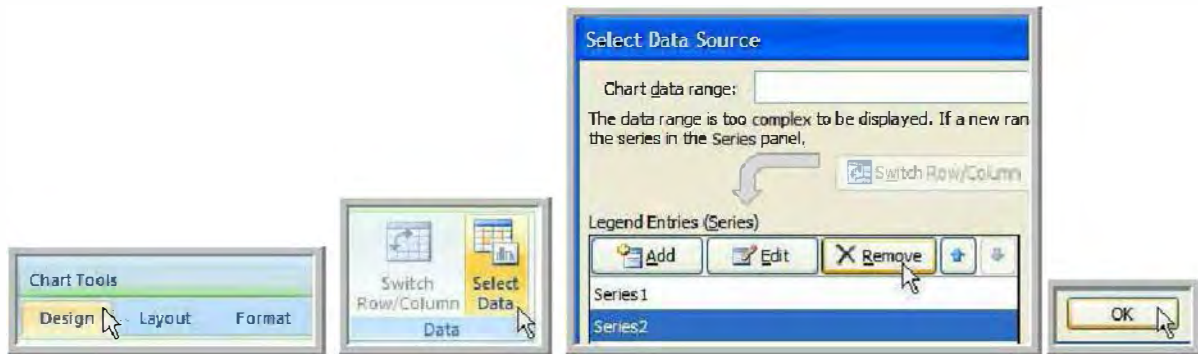 Chart Tools
Design Layout Format
Switch Row/Column
Select Data
Data
Select Data Source
Chart data range:
The data range is too complex to be displayed. If a new ran
the series in the Series panel.
Switch Row/Column
Legend Entries (Series)
Add Edit Remove
Series1
Series2
OK